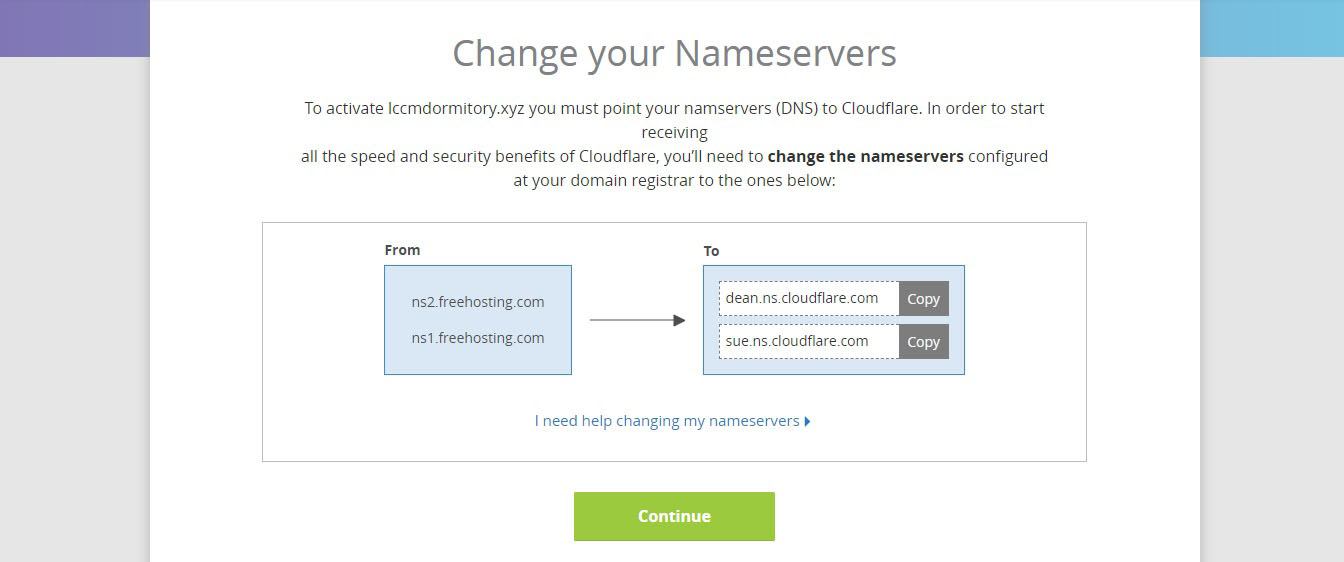 Change your Nameservers
To activate lccmdormitory.xyz you must point your namservers (DNS) to Cloudflare. In order to start
receiving
all the speed and security benefits of Cloudflare, you’ll need to change the nameservers configured
at your domain registrar to the ones below:
From
ns2.freehosting.com
ns1.freehosting.com
To
dean.ns.cloudflare.com Copy
sue.ns.cloudflare.com Copy
I need help changing my nameservers
Continue